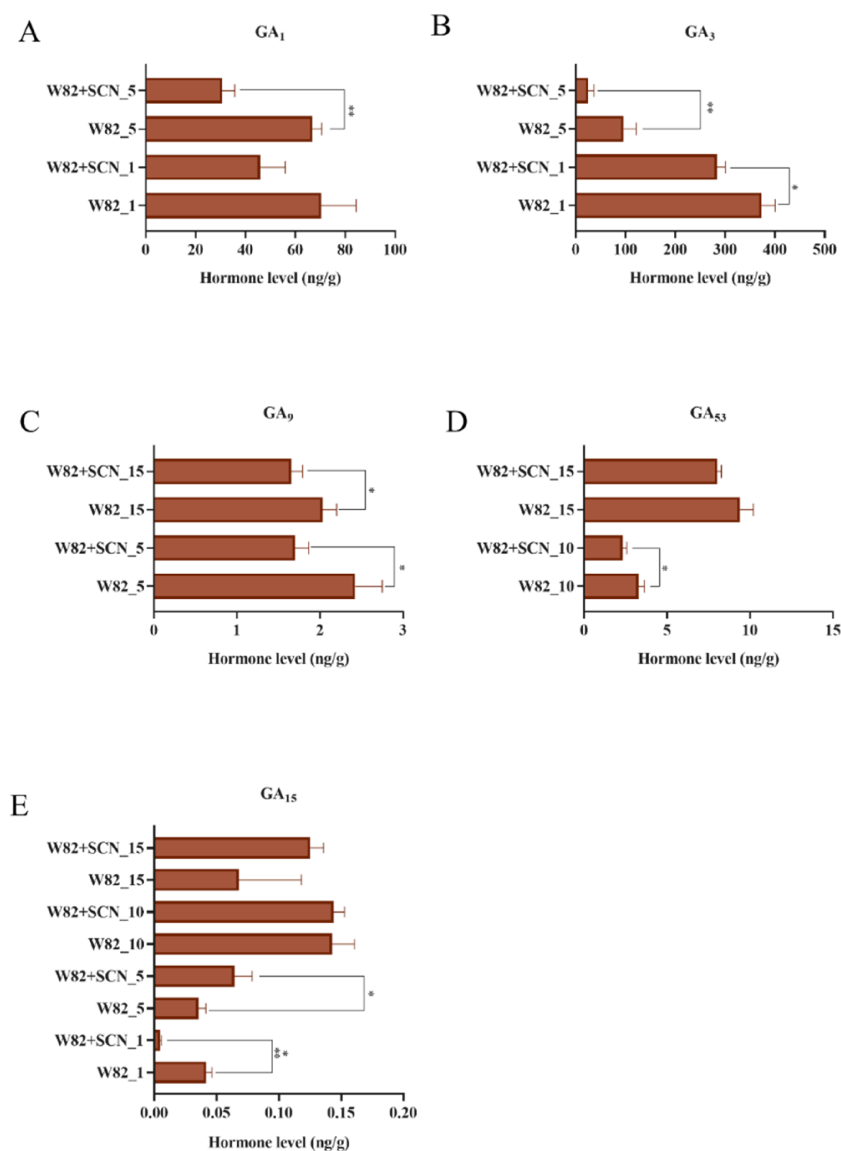 A
GA₁
W82+SCN_5
W82_5
W82+SCN_1
W82_1
**
0 20 40 60 80 100
Hormone level (ng/g)
B
GA₃
W82+SCN_5
W82_5
W82+SCN_1
W82_1
**
*
0 100 200 300 400 500
Hormone level (ng/g)
C
GA₉
W82+SCN_15
W82_15
W82+SCN_5
W82_5
*
*
0 1 2 3
Hormone level (ng/g)
D
GA₅₃
W82+SCN_15
W82_15
W82+SCN_10
W82_10
*
0 5 10 15
Hormone level (ng/g)
E
GA₁₅
W82+SCN_15
W82_15
W82+SCN_10
W82_10
W82+SCN_5
W82_5
W82+SCN_1
W82_1
*
***
0.00 0.05 0.10 0.15 0.20
Hormone level (ng/g)